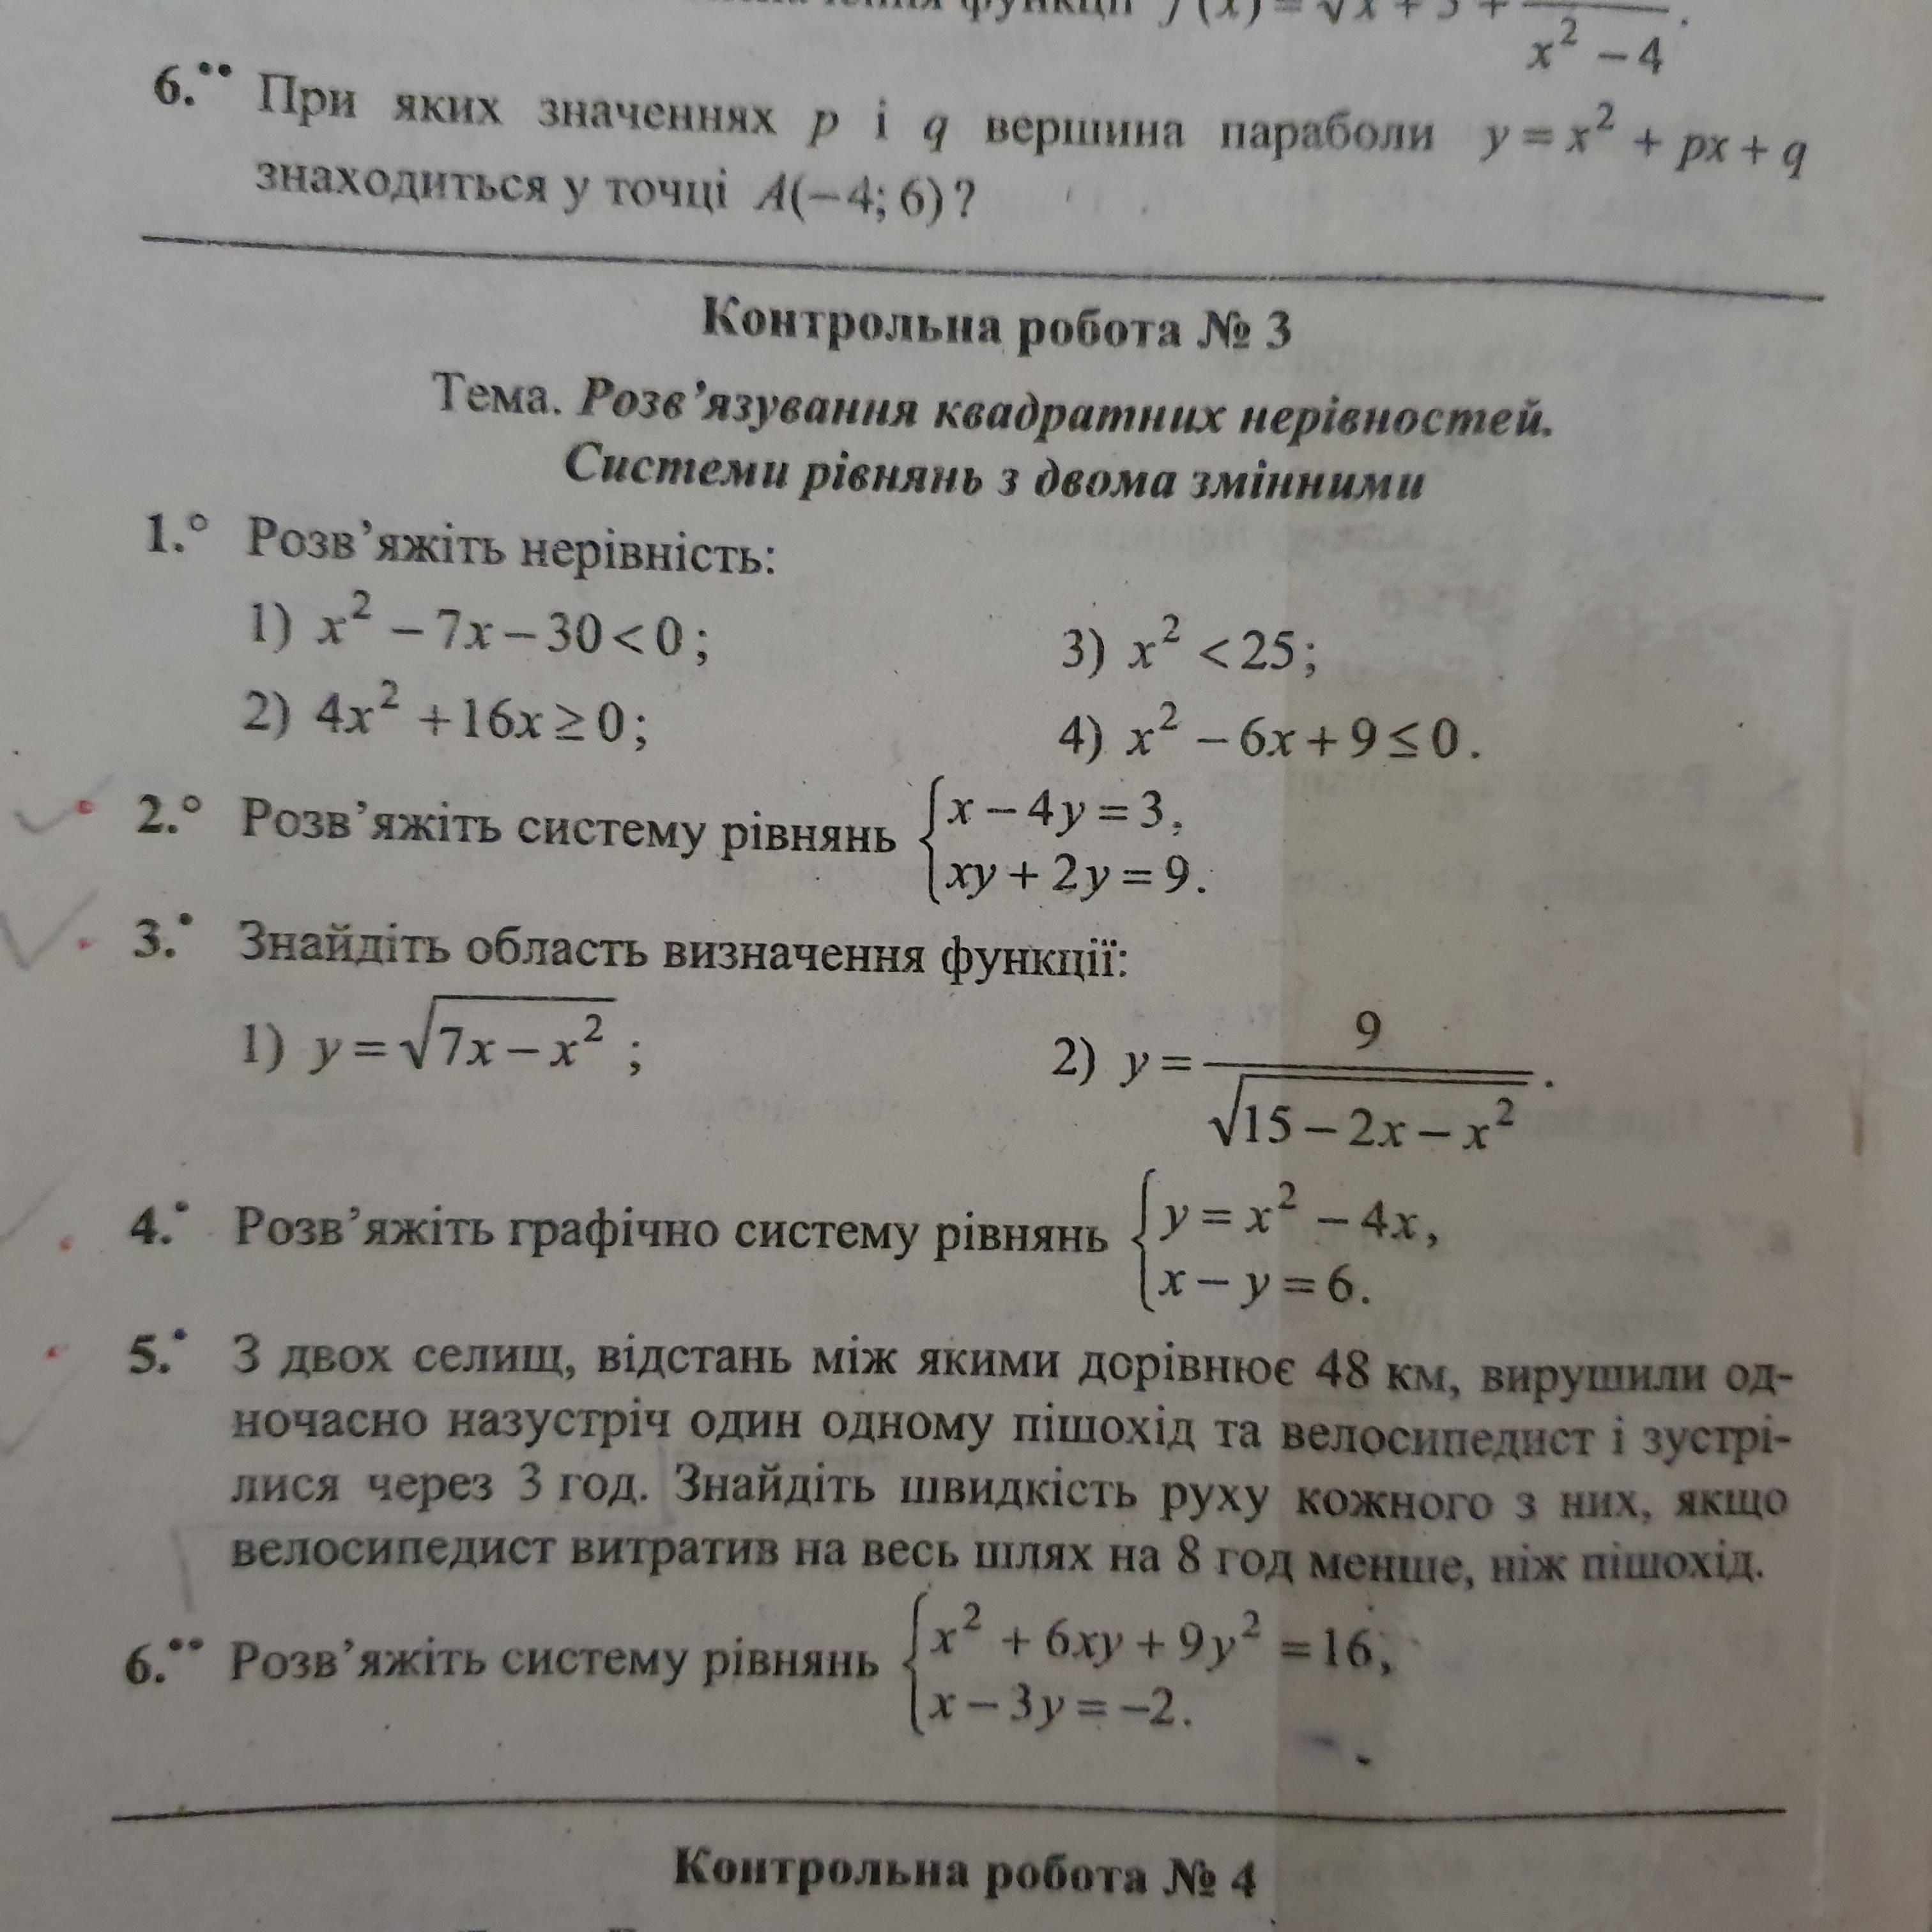 функції f(x) = √x + 3 + 
x² − 4
6.•• При яких значеннях p і q вершина параболи y = x² + px + q
знаходиться у точці A(−4; 6)?
Контрольна робота № 3
Тема. Розв’язування квадратних нерівностей.
Системи рівнянь з двома змінними
1.° Розв’яжіть нерівність:
1) x² − 7x − 30 < 0; 3) x² < 25;
2) 4x² + 16x ≥ 0; 4) x² − 6x + 9 ≤ 0.
2.° Розв’яжіть систему рівнянь { x − 4y = 3,
xy + 2y = 9.
3.• Знайдіть область визначення функції:
1) y = √(7x − x²); 2) y = 9 / √(15 − 2x − x²).
4.• Розв’яжіть графічно систему рівнянь { y = x² − 4x,
x − y = 6.
5.• З двох селищ, відстань між якими дорівнює 48 км, вирушили од-
ночасно назустріч один одному пішохід та велосипедист і зустрі-
лися через 3 год. Знайдіть швидкість руху кожного з них, якщо
велосипедист витратив на весь шлях на 8 год менше, ніж пішохід.
6.•• Розв’яжіть систему рівнянь { x² + 6xy + 9y² = 16,
x − 3y = −2.
Контрольна робота № 4